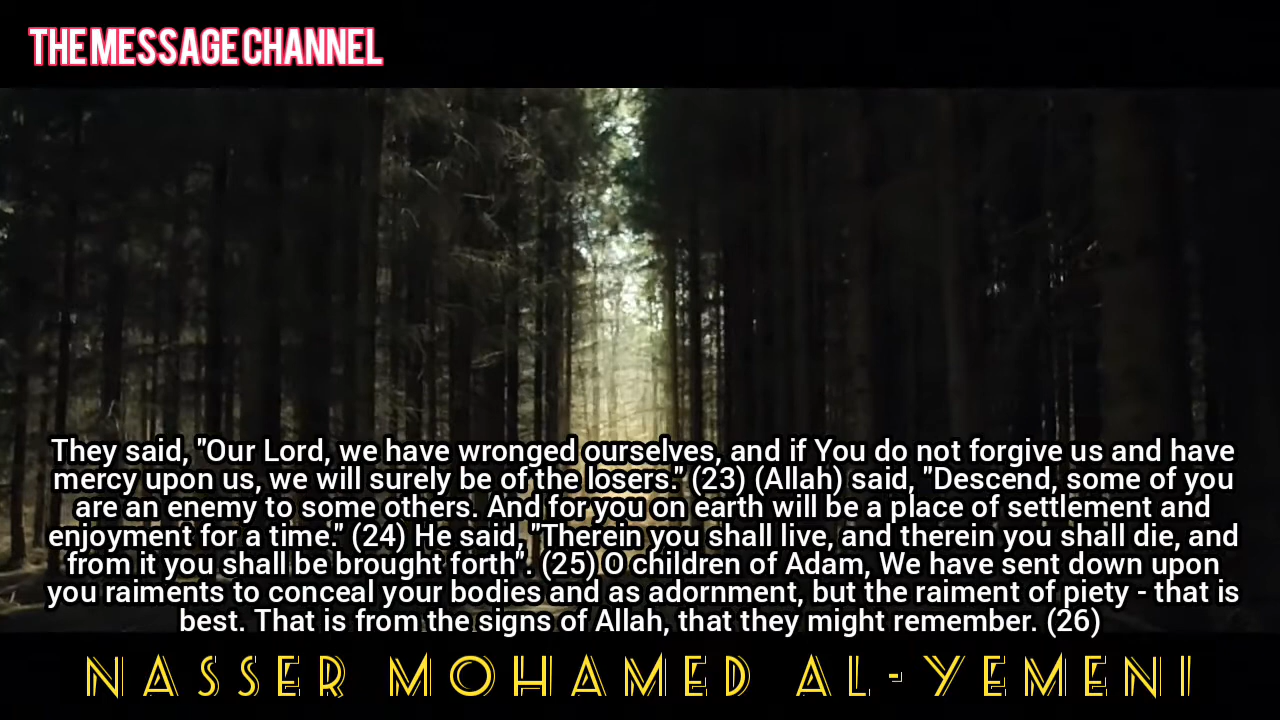 THE MESSAGE CHANNEL
They said, "Our Lord, we have wronged ourselves, and if You do not forgive us and have
mercy upon us, we will surely be of the losers." (23) (Allah) said, "Descend, some of you
are an enemy to some others. And for you on earth will be a place of settlement and
enjoyment for a time." (24) He said, "Therein you shall live, and therein you shall die, and
from it you shall be brought forth". (25) O children of Adam, We have sent down upon
you raiments to conceal your bodies and as adornment, but the raiment of piety - that is
best. That is from the signs of Allah, that they might remember. (26)
NASSER MOHAMED AL-YEMENI